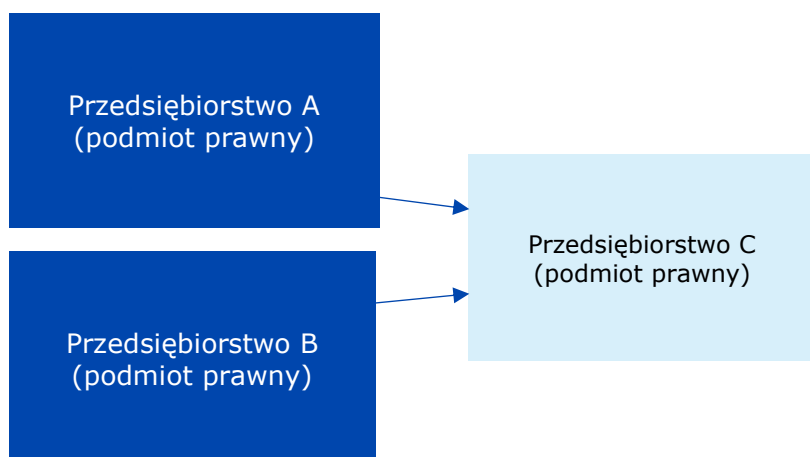 Przedsiębiorstwo A
(podmiot prawny)
Przedsiębiorstwo B
(podmiot prawny)
Przedsiębiorstwo C
(podmiot prawny)